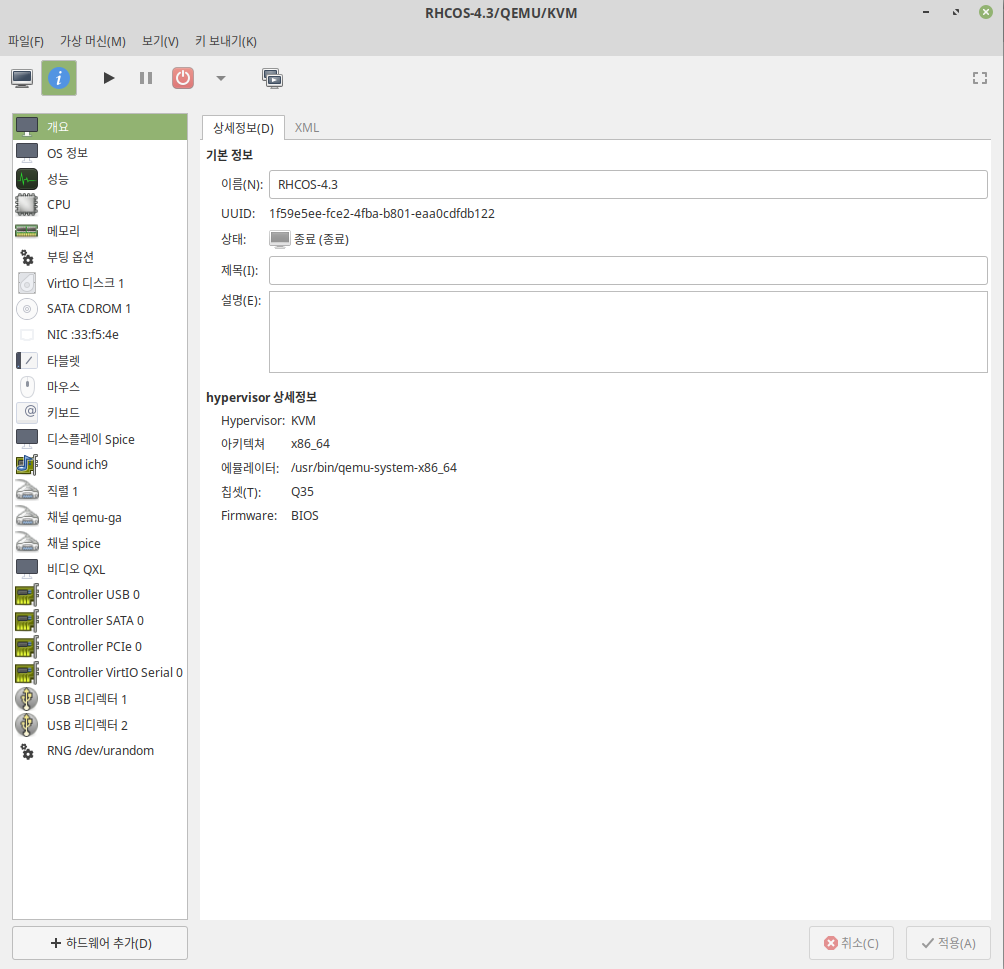 RHCOS-4.3/QEMU/KVM
파일(F) 가상 머신(M) 보기(V) 키 보내기(K)
개요
OS 정보
성능
CPU
메모리
부팅 옵션
VirtIO 디스크 1
SATA CDROM 1
NIC :33:f5:4e
타블렛
마우스
키보드
디스플레이 Spice
Sound ich9
직렬 1
채널 qemu-ga
채널 spice
비디오 QXL
Controller USB 0
Controller SATA 0
Controller PCIe 0
Controller VirtIO Serial 0
USB 리디렉터 1
USB 리디렉터 2
RNG /dev/urandom
하드웨어 추가(D)
상세정보(D) XML
기본 정보
이름(N): RHCOS-4.3
UUID: 1f59e5ee-fce2-4fba-b801-eaa0cdfdb122
상태: 종료 (종료)
제목(I):
설명(E):
hypervisor 상세정보
Hypervisor: KVM
아키텍쳐 x86_64
에뮬레이터: /usr/bin/qemu-system-x86_64
칩셋(T): Q35
Firmware: BIOS
취소(C) 적용(A)